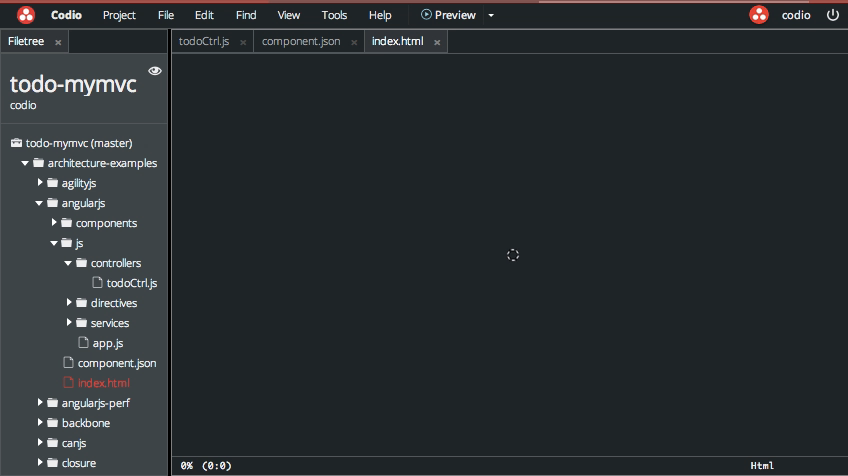 Codio Project File Edit Find View Tools Help Preview codio
Filetree × todoCtrl.js × component.json × index.html ×
todo-mymvc
codio
todo-mymvc (master)
architecture-examples
agilityjs
angularjs
components
js
controllers
todoCtrl.js
directives
services
app.js
component.json
index.html
angularjs-perf
backbone
canjs
closure
0% (0:0) Html